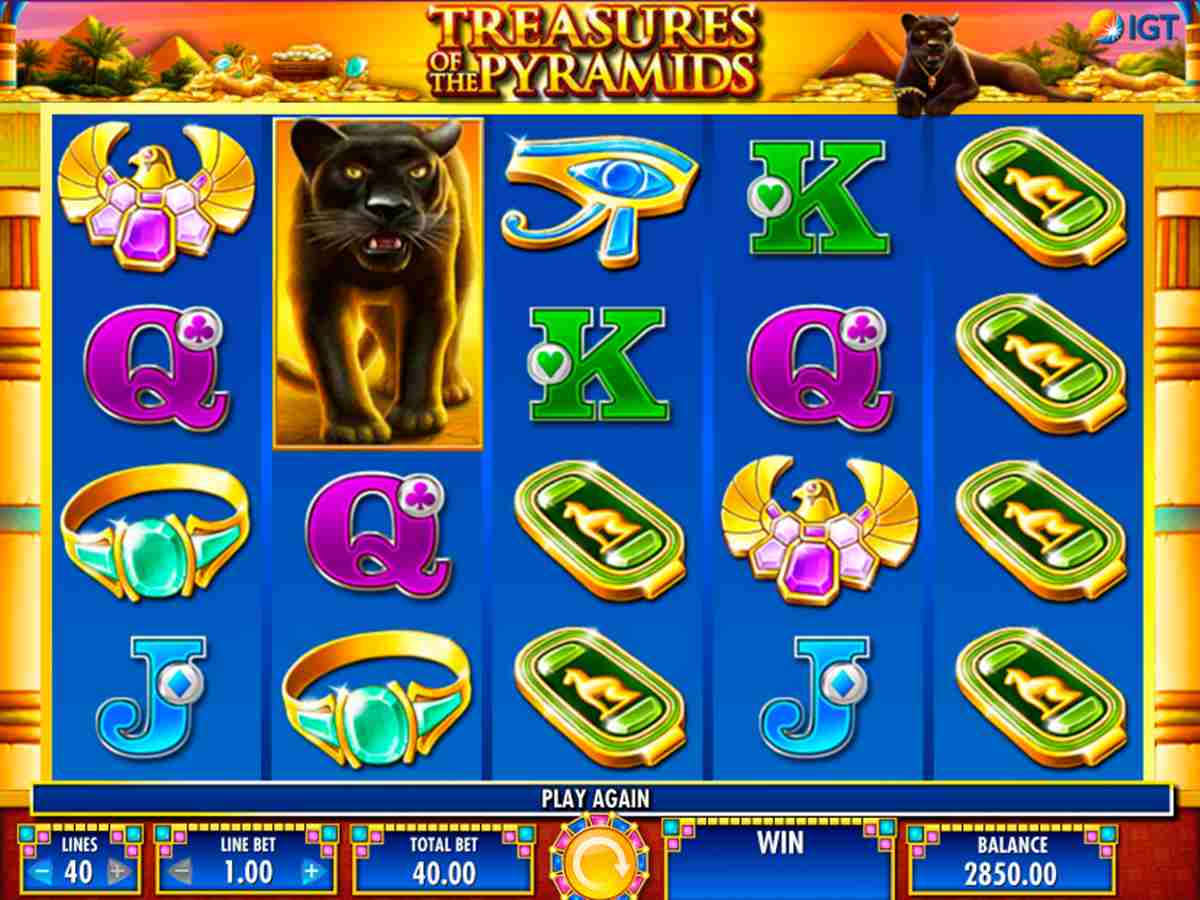 TREASURES
OF THE PYRAMIDS
IGT
K
Q
K
Q
Q
J
J
PLAY AGAIN
LINES
40
LINE BET
1.00
TOTAL BET
40.00
WIN
BALANCE
2850.00